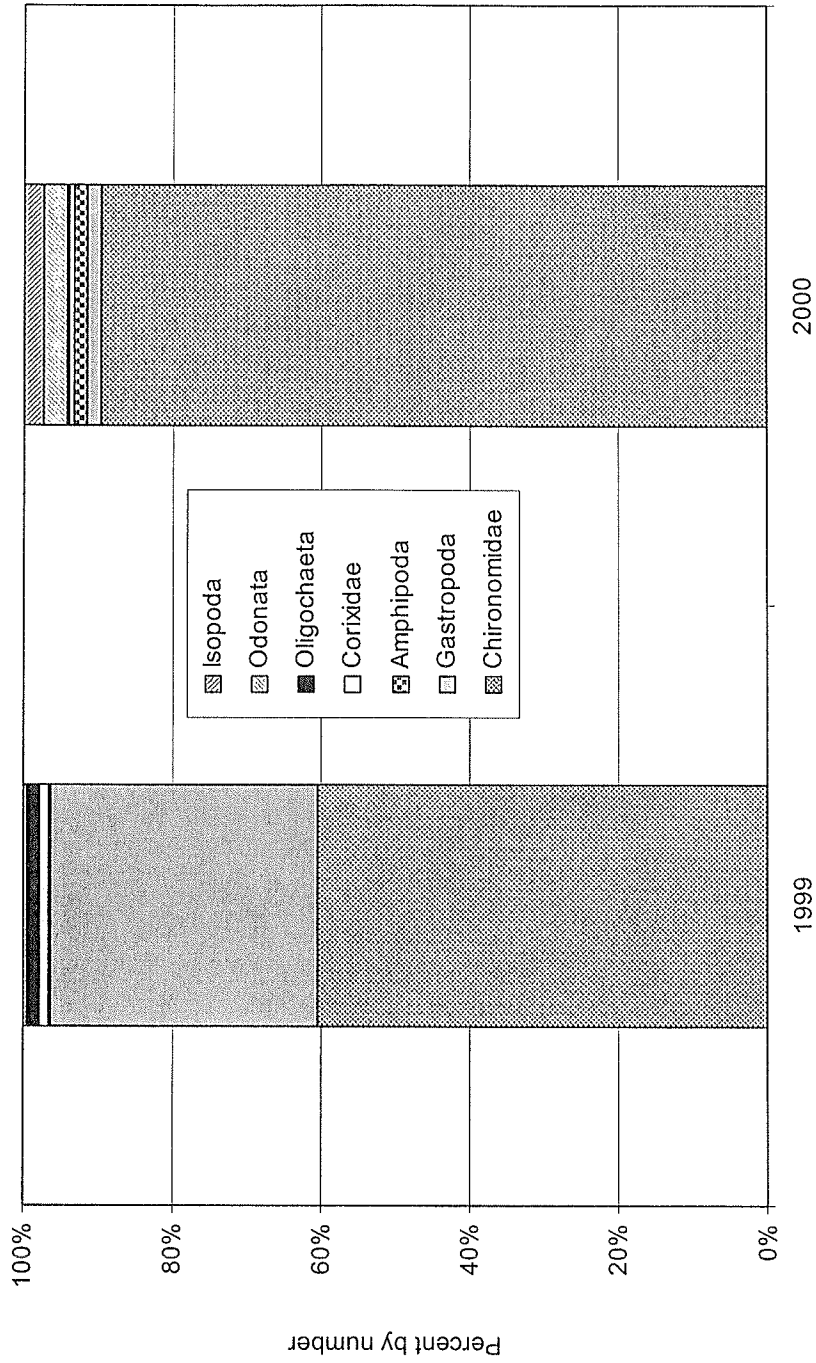 Percent by number
100%
80%
60%
40%
20%
0%
1999
2000
Isopoda
Odonata
Oligochaeta
Corixidae
Amphipoda
Gastropoda
Chironomidae